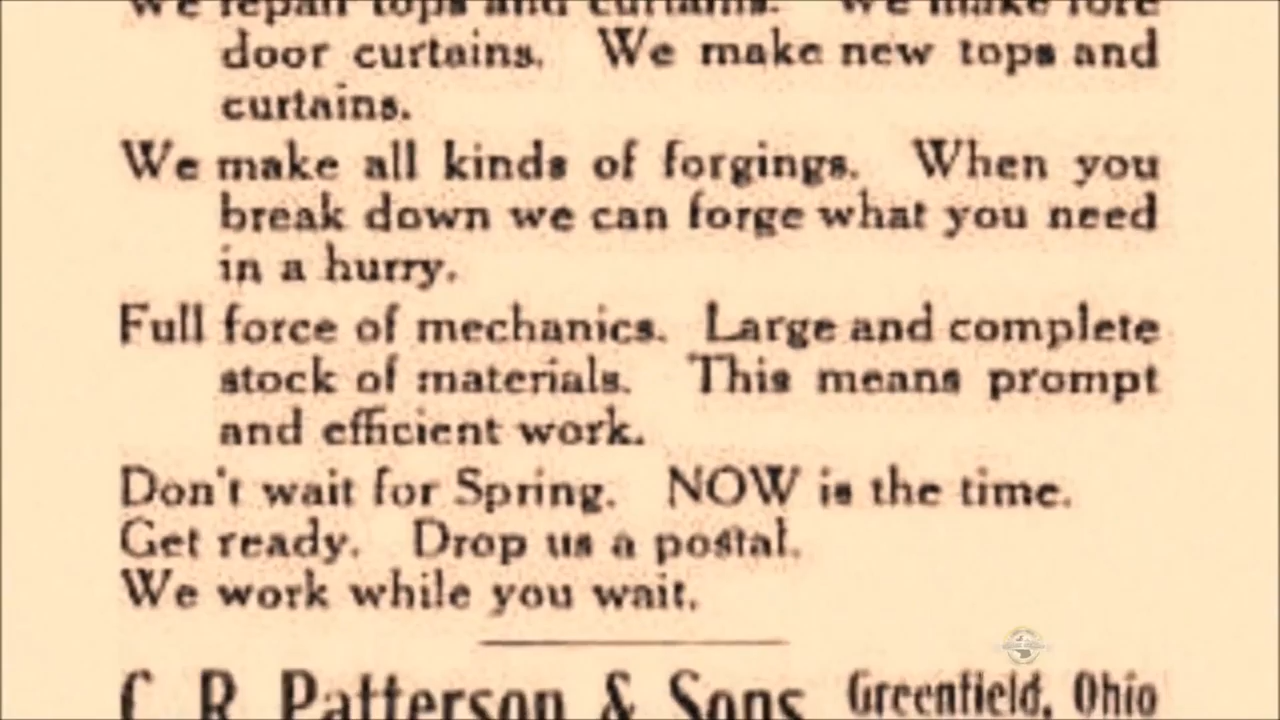 We repair tops and curtains. We make fore
door curtains. We make new tops and
curtains.
We make all kinds of forgings. When you
break down we can forge what you need
in a hurry.
Full force of mechanics. Large and complete
stock of materials. This means prompt
and efficient work.
Don't wait for Spring. NOW is the time.
Get ready. Drop us a postal.
We work while you wait.
C. R. Patterson & Sons Greenfield, Ohio